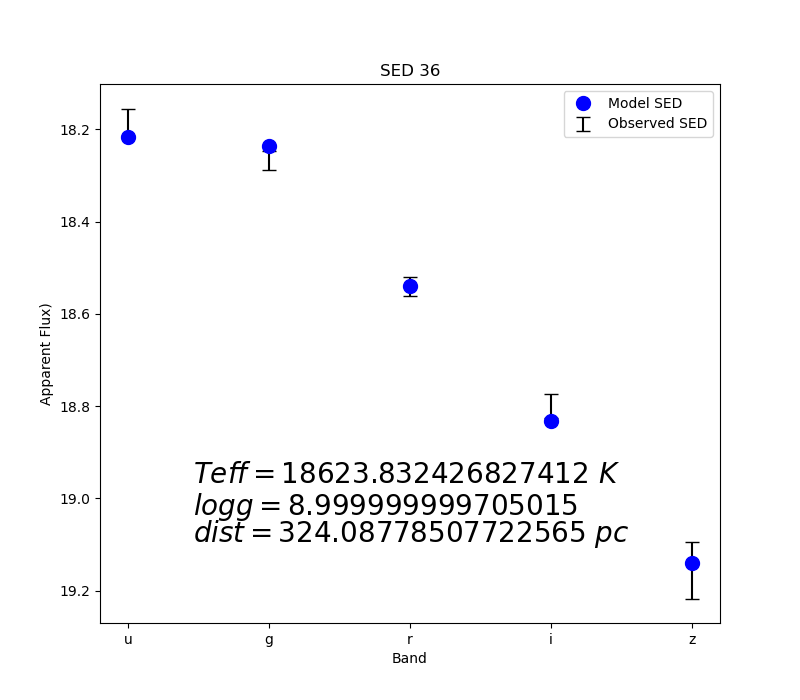 SED 36
Model SED
Observed SED
18.2
18.4
18.6
18.8
19.0
19.2
Apparent Flux)
Teff = 18623.832426827412 K
logg = 8.999999999705015
dist = 324.08778507722565 pc
u g r i z
Band